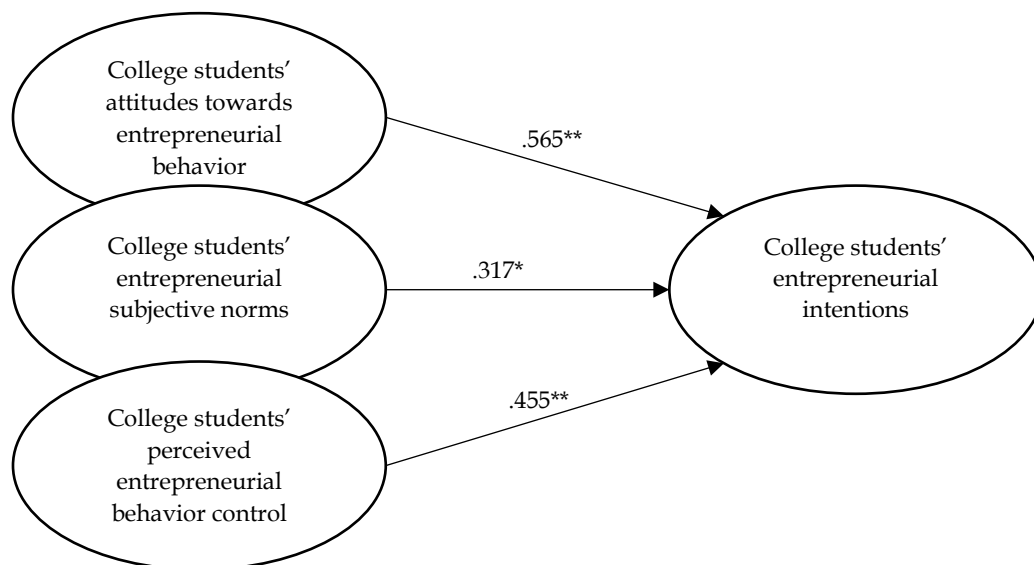 College students’
attitudes towards
entrepreneurial
behavior
.565**
College students’
entrepreneurial
subjective norms
.317*
College students’
entrepreneurial
intentions
College students’
perceived
entrepreneurial
behavior control
.455**